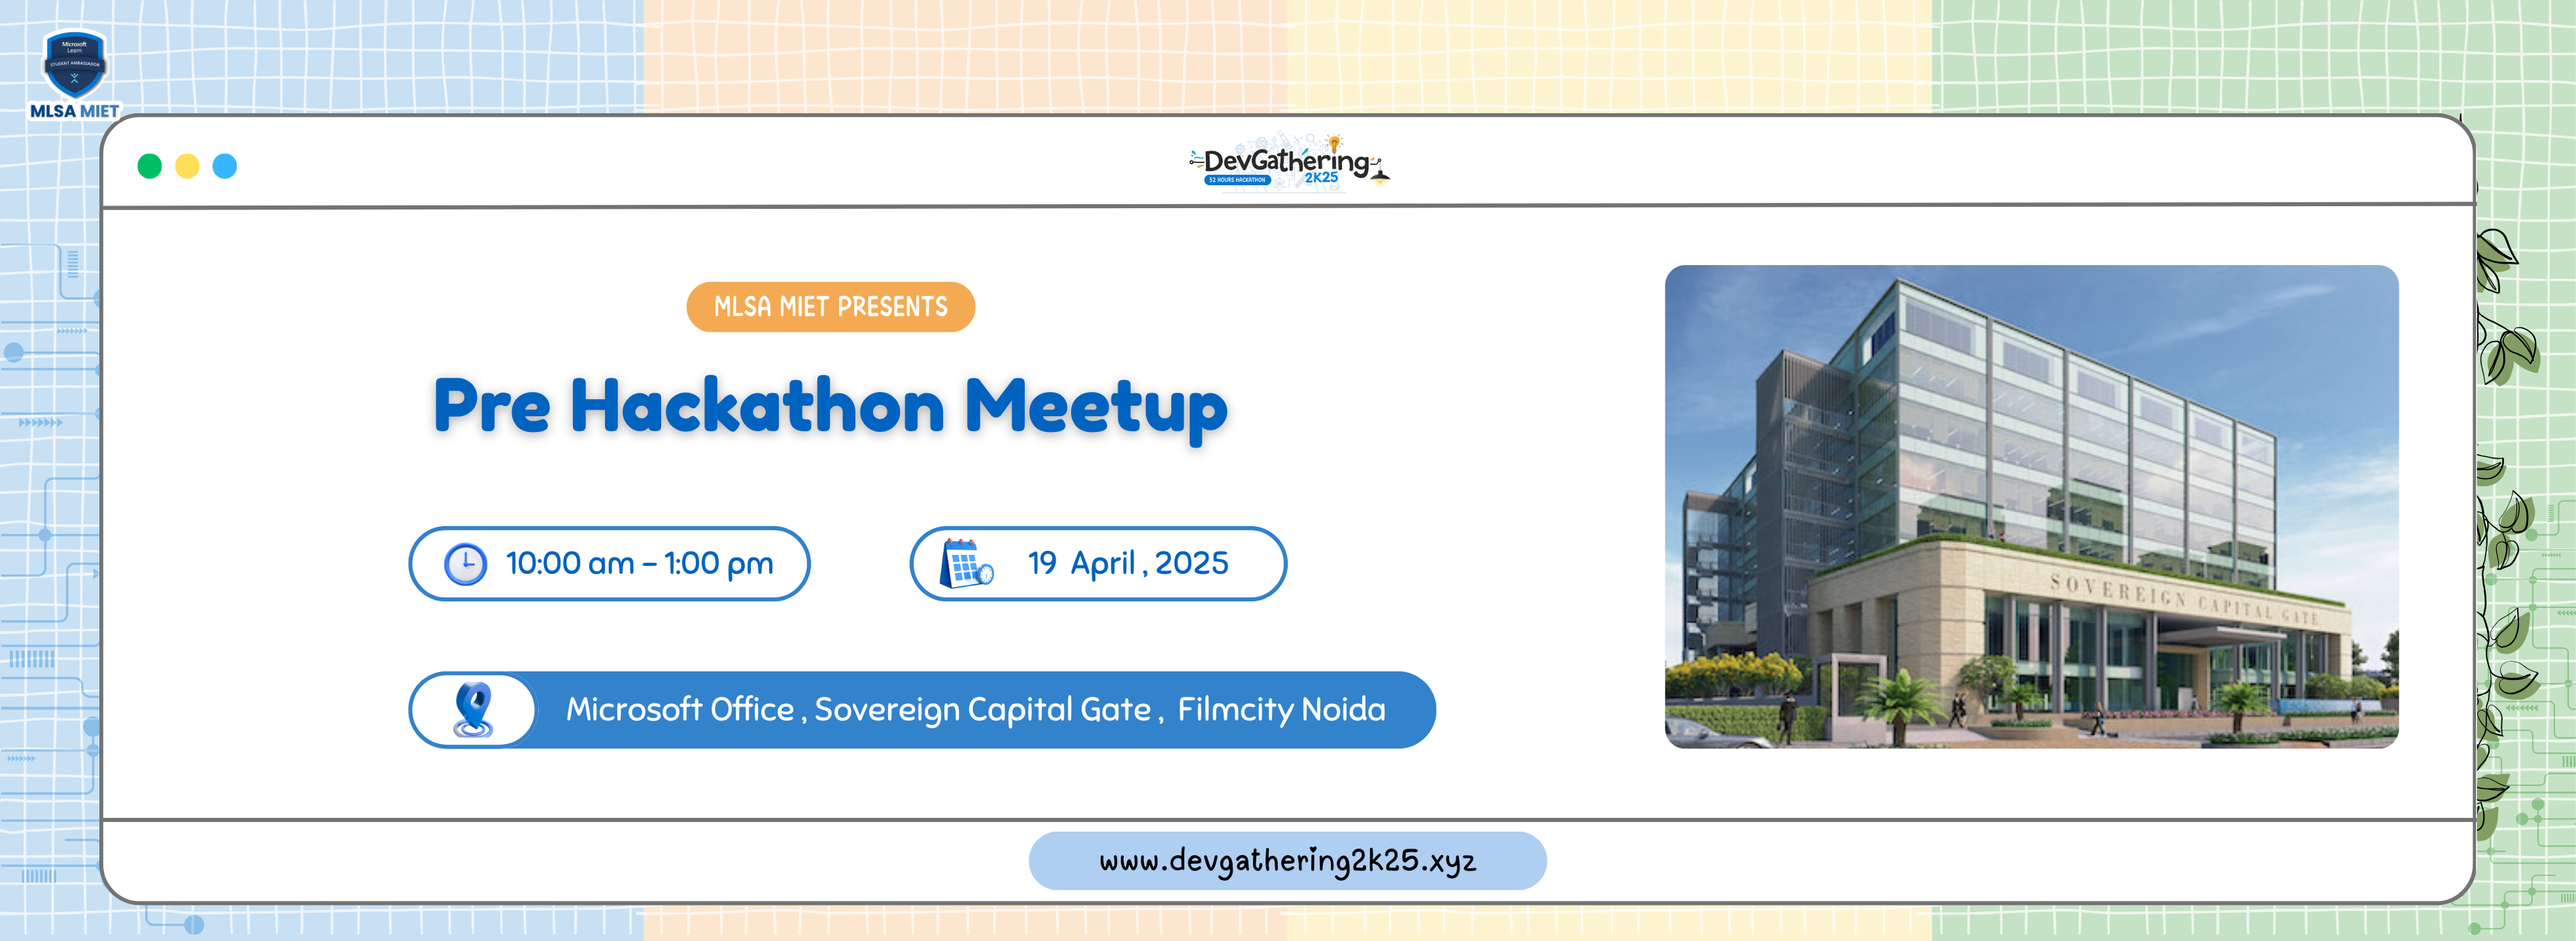 Microsoft
Learn
STUDENT AMBASSADOR
MLSA MIET
DevGathering
52 HOURS HACKATHON
2K25
MLSA MIET PRESENTS
Pre Hackathon Meetup
10:00 am - 1:00 pm
19 April , 2025
Microsoft Office , Sovereign Capital Gate , Filmcity Noida
SOVEREIGN CAPITAL GATE
www.devgathering2k25.xyz